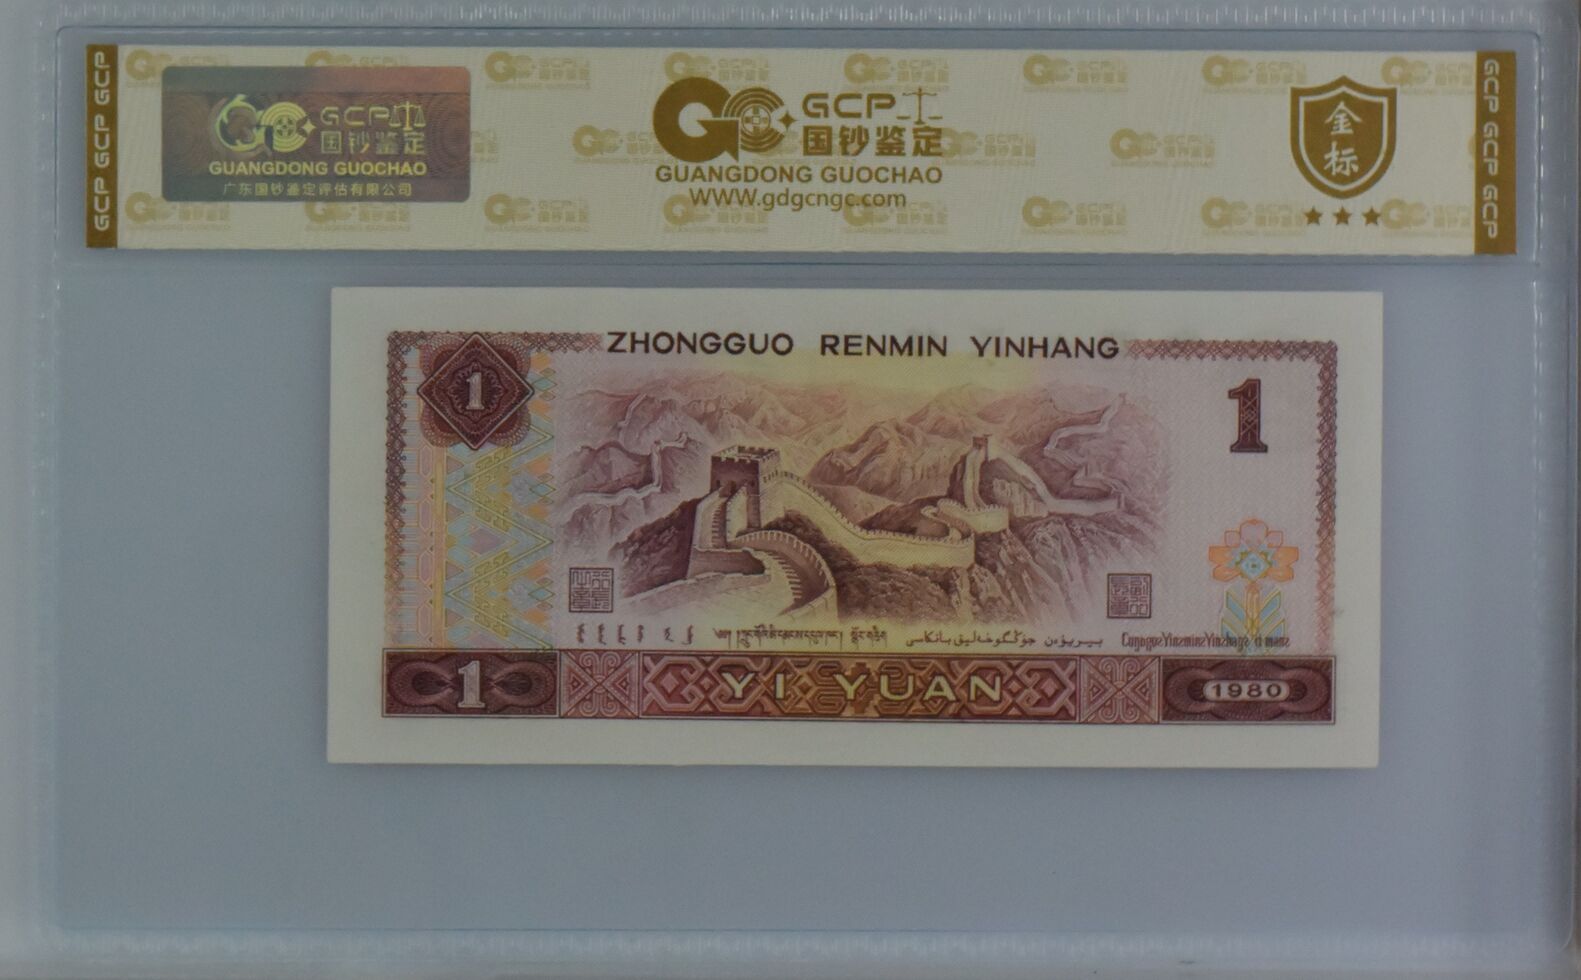 GCP GCP GCP
GCP 国钞鉴定
GUANGDONG GUOCHAO
广东国钞鉴定评估有限公司
GCP
国钞鉴定
GUANGDONG GUOCHAO
WWW.gdgcngc.com
金
标
GCP GCP GCP
ZHONGGUO RENMIN YINHANG
1
1
1
YI YUAN
1980